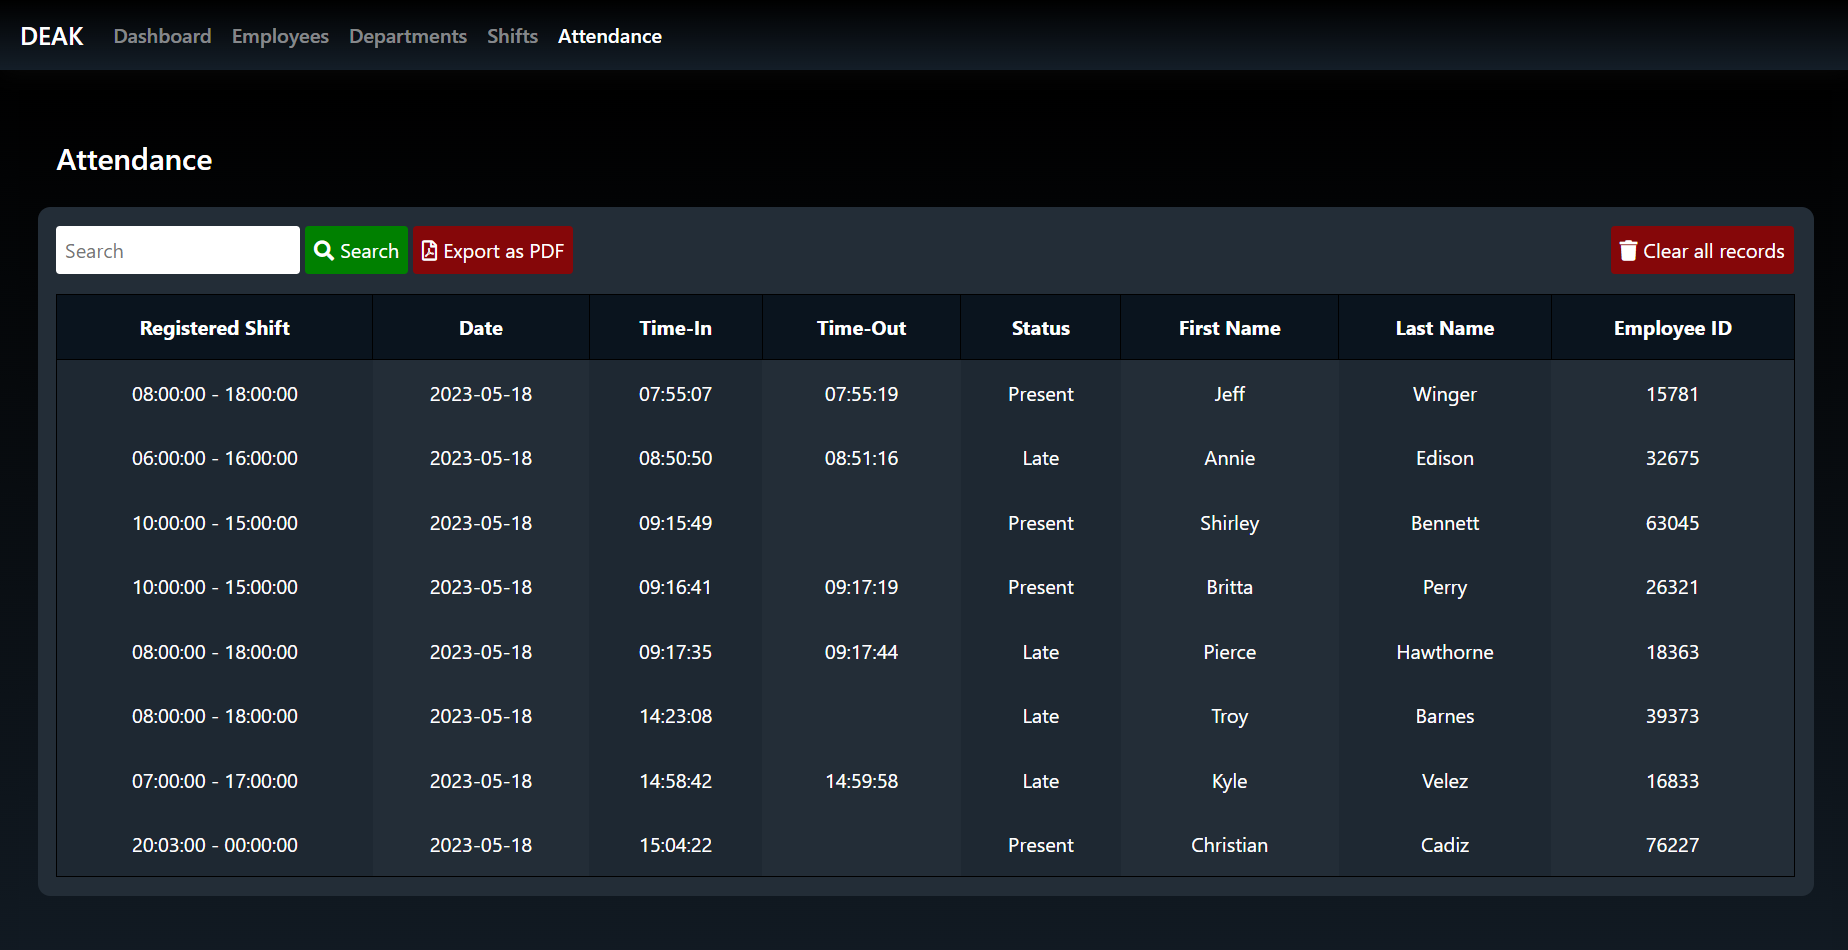 DEAK Dashboard Employees Departments Shifts Attendance
Attendance
Search Search Export as PDF Clear all records
Registered Shift Date Time-In Time-Out Status First Name Last Name Employee ID
08:00:00 - 18:00:00 2023-05-18 07:55:07 07:55:19 Present Jeff Winger 15781
06:00:00 - 16:00:00 2023-05-18 08:50:50 08:51:16 Late Annie Edison 32675
10:00:00 - 15:00:00 2023-05-18 09:15:49 Present Shirley Bennett 63045
10:00:00 - 15:00:00 2023-05-18 09:16:41 09:17:19 Present Britta Perry 26321
08:00:00 - 18:00:00 2023-05-18 09:17:35 09:17:44 Late Pierce Hawthorne 18363
08:00:00 - 18:00:00 2023-05-18 14:23:08 Late Troy Barnes 39373
07:00:00 - 17:00:00 2023-05-18 14:58:42 14:59:58 Late Kyle Velez 16833
20:03:00 - 00:00:00 2023-05-18 15:04:22 Present Christian Cadiz 76227